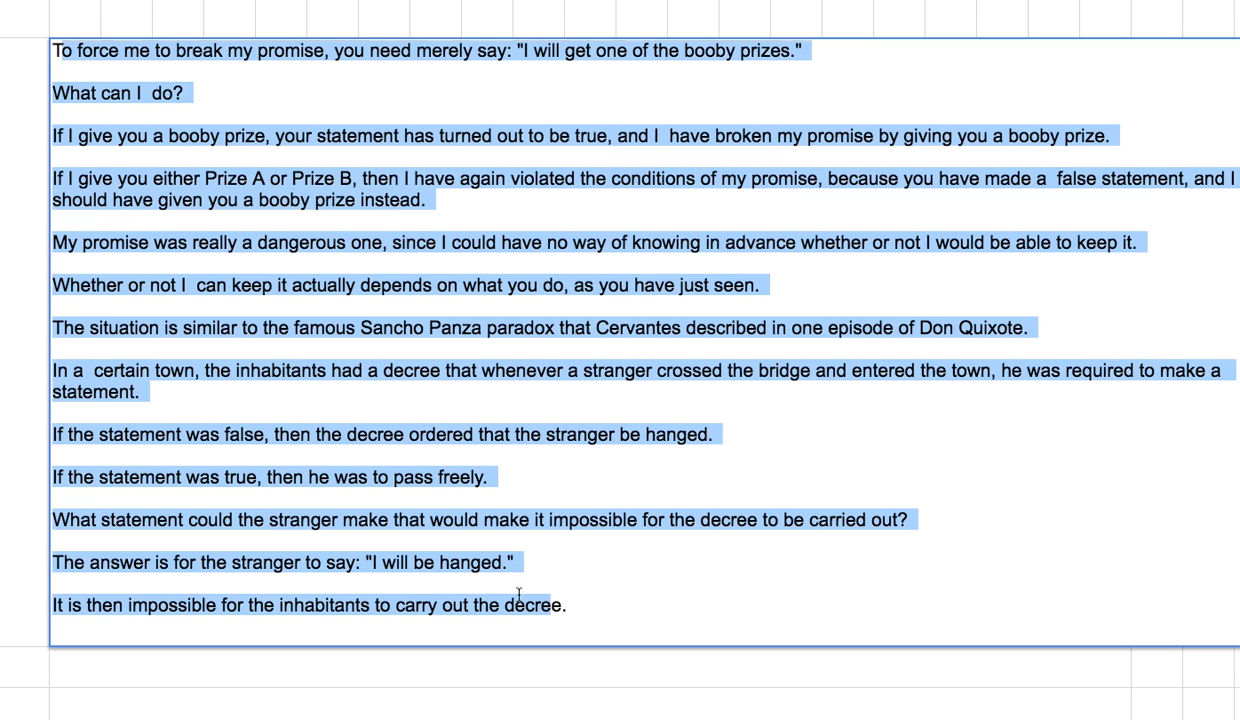 To force me to break my promise, you need merely say: "I will get one of the booby prizes."
What can I  do?
If I give you a booby prize, your statement has turned out to be true, and I  have broken my promise by giving you a booby prize.
If I give you either Prize A or Prize B, then I have again violated the conditions of my promise, because you have made a  false statement, and I
should have given you a booby prize instead.
My promise was really a dangerous one, since I could have no way of knowing in advance whether or not I would be able to keep it.
Whether or not I  can keep it actually depends on what you do, as you have just seen.
The situation is similar to the famous Sancho Panza paradox that Cervantes described in one episode of Don Quixote.
In a  certain town, the inhabitants had a decree that whenever a stranger crossed the bridge and entered the town, he was required to make a
statement.
If the statement was false, then the decree ordered that the stranger be hanged.
If the statement was true, then he was to pass freely.
What statement could the stranger make that would make it impossible for the decree to be carried out?
The answer is for the stranger to say: "I will be hanged."
It is then impossible for the inhabitants to carry out the decree.